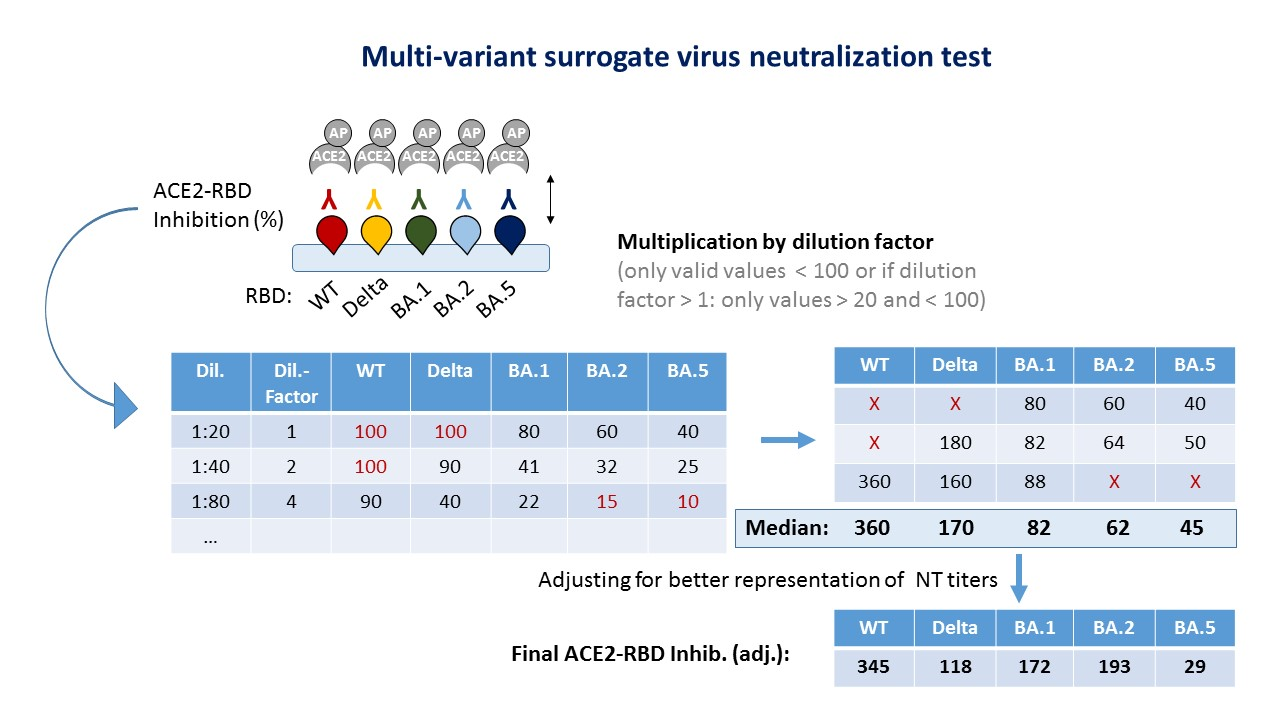 Multi-variant surrogate virus neutralization test
AP AP AP AP AP
ACE2 ACE2 ACE2 ACE2 ACE2
ACE2-RBD
Inhibition (%)
RBD: WT Delta BA.1 BA.2 BA.5
Multiplication by dilution factor
(only valid values < 100 or if dilution
factor > 1: only values > 20 and < 100)
Dil. Dil.- WT Delta BA.1 BA.2 BA.5
Factor
1:20 1 100 100 80 60 40
1:40 2 100 90 41 32 25
1:80 4 90 40 22 15 10
...
WT Delta BA.1 BA.2 BA.5
X X 80 60 40
X 180 82 64 50
360 160 88 X X
Median: 360 170 82 62 45
Adjusting for better representation of NT titers
WT Delta BA.1 BA.2 BA.5
Final ACE2-RBD Inhib. (adj.): 345 118 172 193 29